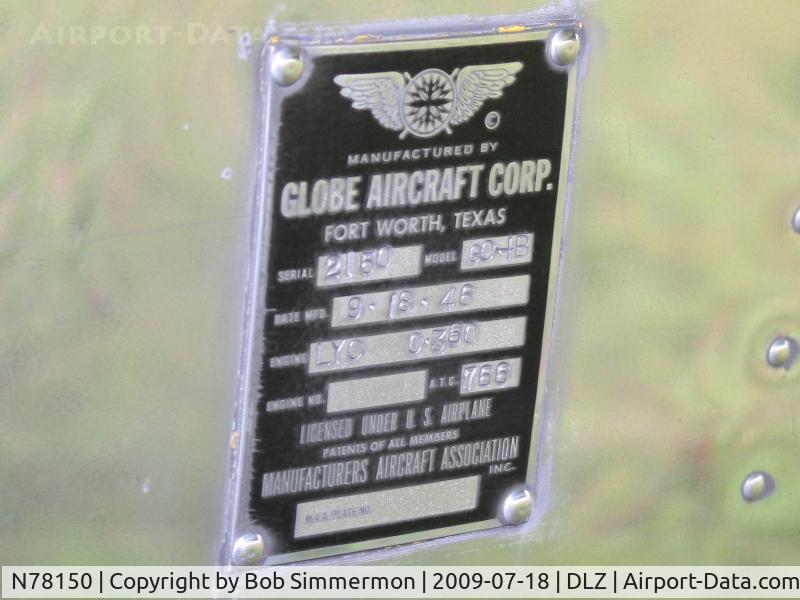 AIRPORT-DATA.COM
©
MANUFACTURED BY
GLOBE AIRCRAFT CORP.
FORT WORTH, TEXAS
SERIAL 2150 MODEL GC-1B
DATE MFD. 9-18-46
ENGINE LYC O-360
ENGINE NO. A.T.C. 766
LICENSED UNDER U. S. AIRPLANE
PATENTS OF ALL MEMBERS
MANUFACTURERS AIRCRAFT ASSOCIATION
INC.
M.A.A. PLATE NO.
N78150 | Copyright by Bob Simmermon | 2009-07-18 | DLZ | Airport-Data.com